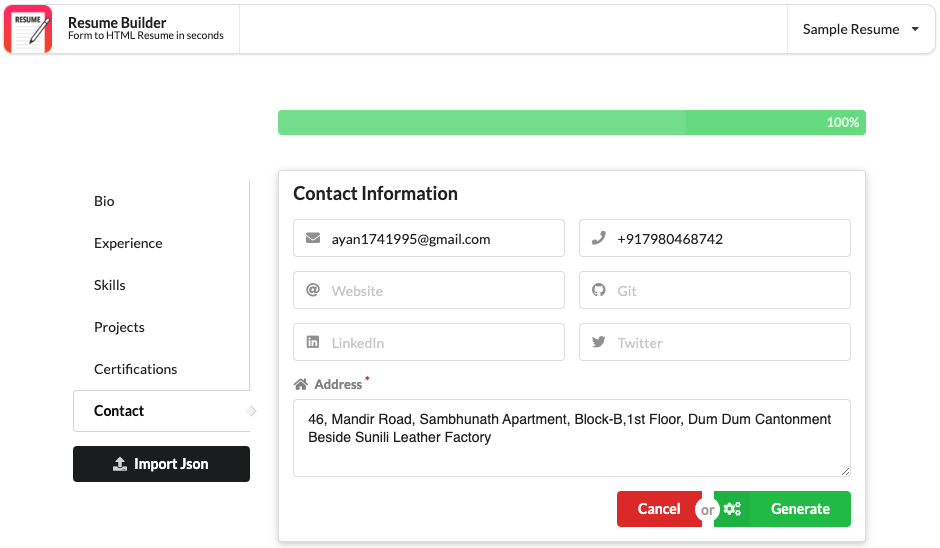 RESUME
Resume Builder
Form to HTML Resume in seconds
Sample Resume
100%
Bio
Experience
Skills
Projects
Certifications
Contact
Import Json
Contact Information
ayan1741995@gmail.com
+917980468742
Website
Git
LinkedIn
Twitter
Address *
46, Mandir Road, Sambhunath Apartment, Block-B,1st Floor, Dum Dum Cantonment
Beside Sunili Leather Factory
Cancel or Generate